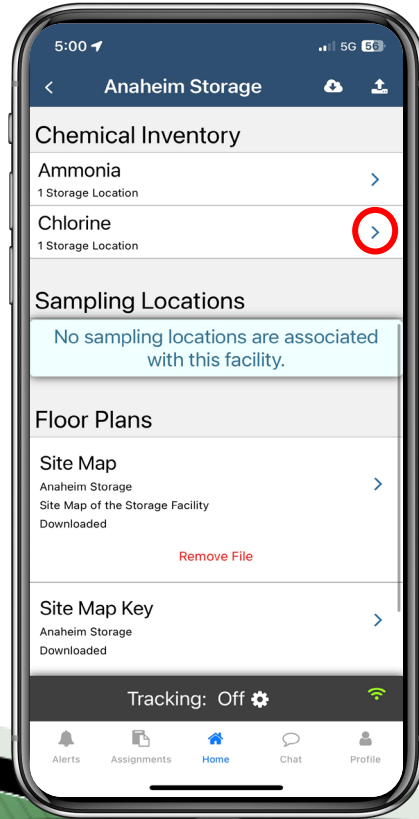 5:00
5G 56
Anaheim Storage
Chemical Inventory
Ammonia
1 Storage Location
Chlorine
1 Storage Location
Sampling Locations
No sampling locations are associated
with this facility.
Floor Plans
Site Map
Anaheim Storage
Site Map of the Storage Facility
Downloaded
Remove File
Site Map Key
Anaheim Storage
Downloaded
Tracking: Off
Alerts Assignments Home Chat Profile